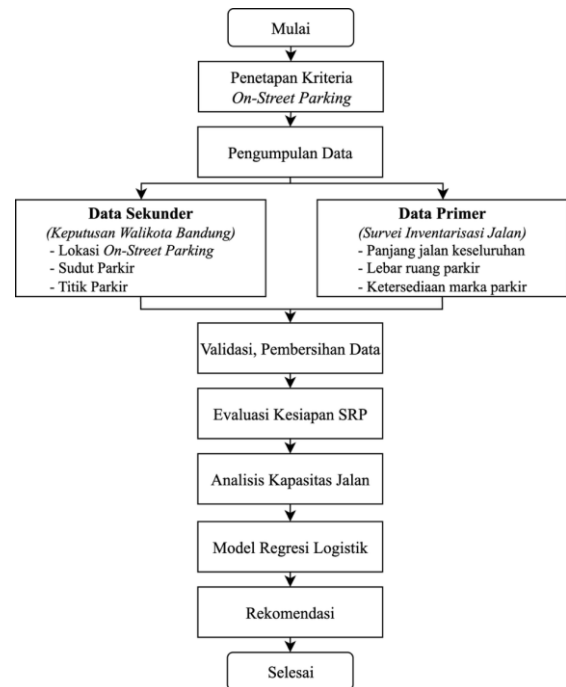 Mulai
Penetapan Kriteria
On-Street Parking
Pengumpulan Data
Data Sekunder
(Keputusan Walikota Bandung)
- Lokasi On-Street Parking
- Sudut Parkir
- Titik Parkir
Data Primer
(Survei Inventarisasi Jalan)
- Panjang jalan keseluruhan
- Lebar ruang parkir
- Ketersediaan marka parkir
Validasi, Pembersihan Data
Evaluasi Kesiapan SRP
Analisis Kapasitas Jalan
Model Regresi Logistik
Rekomendasi
Selesai